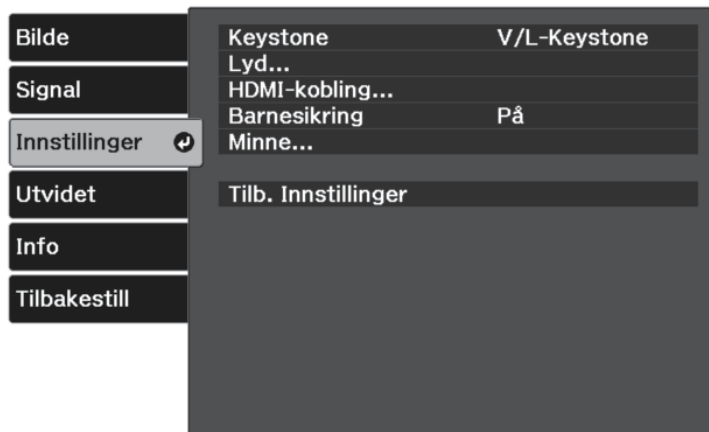 Bilde
Signal
Innstillinger
Utvidet
Info
Tilbakestill
Keystone V/L-Keystone
Lyd...
HDMI-kobling...
Barnesikring På
Minne...
Tilb. Innstillinger